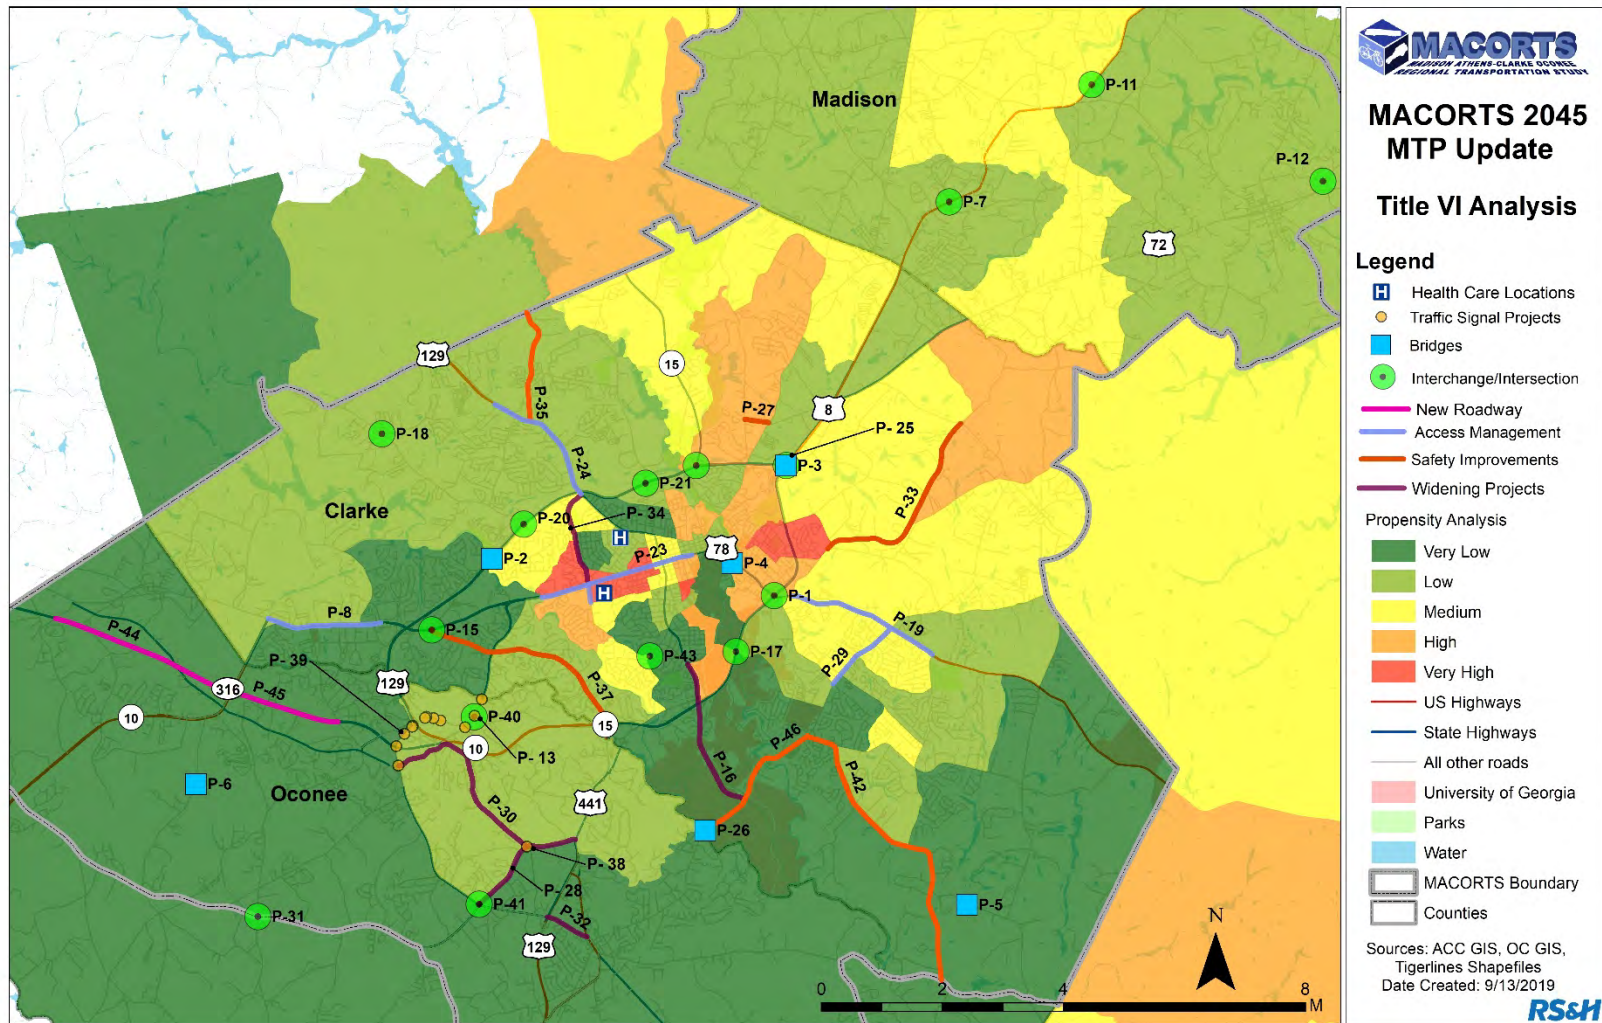 Madison
P-11
P-12
P-7
72
129
15
P-35
P-27
8
P- 25
P-18
P-24
P-21
P-3
P-33
Clarke
P-20
P- 34
H
P-23
78
P-2
P-4
H
P-1
P-8
P-15
P-19
P-44
P- 39
P-43
P-17
P-29
316
P-45
129
P-37
10
P-40
15
10
P- 13
P-46
P-16
P-42
P-6
Oconee
P-30
441
P-26
P- 38
P- 28
P-41
P-5
P-31
P-32
129
N
0 2 4 8
M
MACORTS
MADISON ATHENS-CLARKE OCONEE
REGIONAL TRANSPORTATION STUDY
MACORTS 2045
MTP Update
Title VI Analysis
Legend
H Health Care Locations
Traffic Signal Projects
Bridges
Interchange/Intersection
New Roadway
Access Management
Safety Improvements
Widening Projects
Propensity Analysis
Very Low
Low
Medium
High
Very High
US Highways
State Highways
All other roads
University of Georgia
Parks
Water
MACORTS Boundary
Counties
Sources: ACC GIS, OC GIS,
Tigerlines Shapefiles
Date Created: 9/13/2019
RS&H